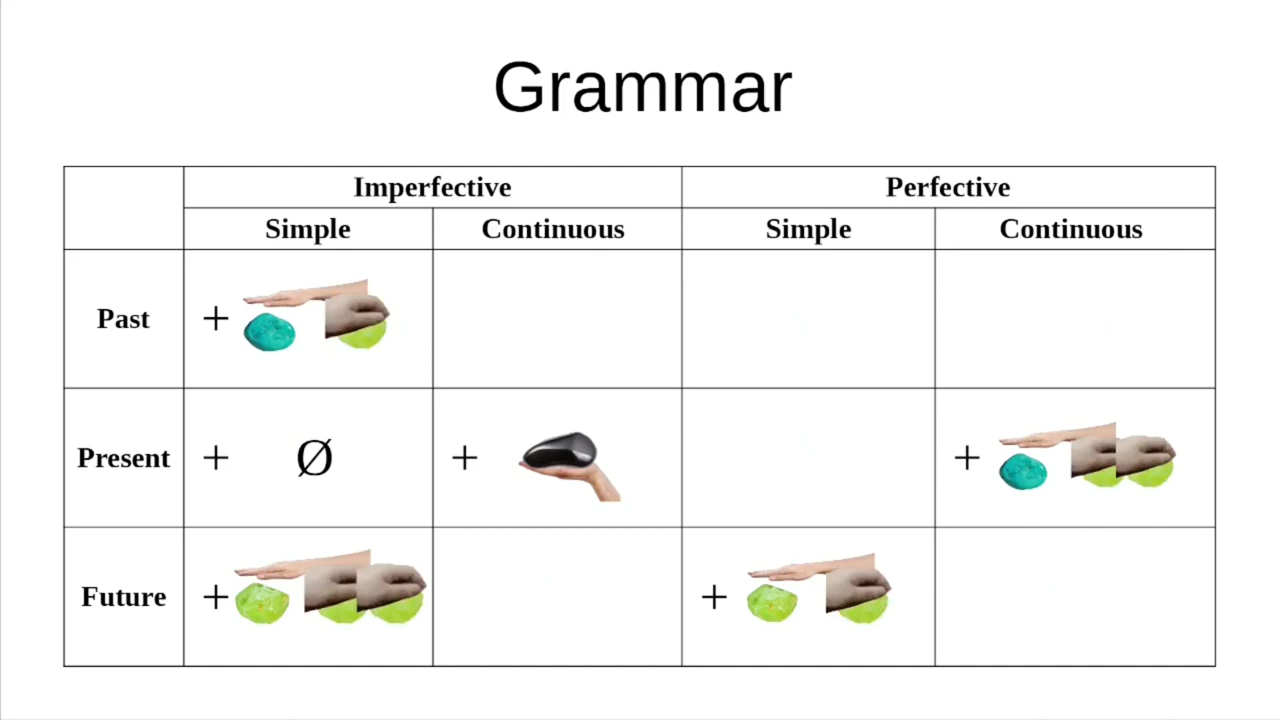 Grammar
Imperfective Perfective
Simple Continuous Simple Continuous
Past +
Present + Ø + +
Future + +